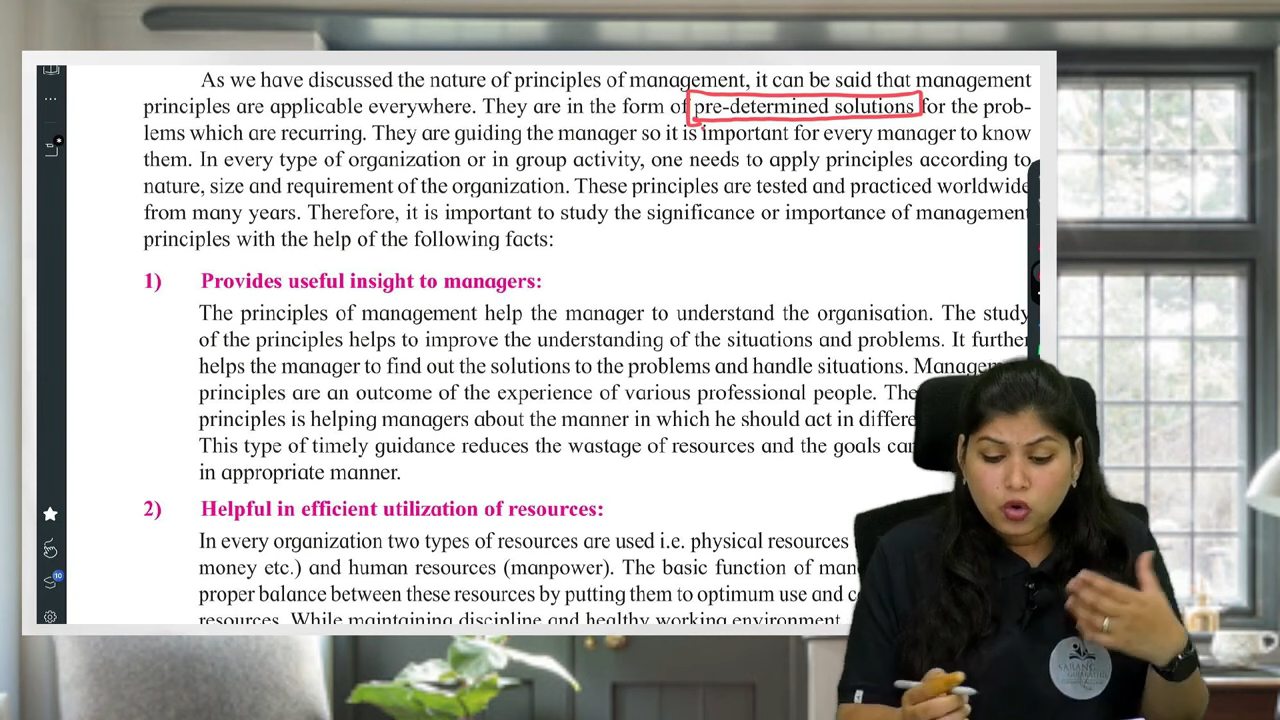 As we have discussed the nature of principles of management, it can be said that management
principles are applicable everywhere. They are in the form of pre-determined solutions for the prob-
lems which are recurring. They are guiding the manager so it is important for every manager to know
them. In every type of organization or in group activity, one needs to apply principles according to
nature, size and requirement of the organization. These principles are tested and practiced worldwide
from many years. Therefore, it is important to study the significance or importance of management
principles with the help of the following facts:
1) Provides useful insight to managers:
The principles of management help the manager to understand the organisation. The study
of the principles helps to improve the understanding of the situations and problems. It further
helps the manager to find out the solutions to the problems and handle situations.
principles are an outcome of the experience of various professional people.
principles is helping managers about the manner in which he should act in
This type of timely guidance reduces the wastage of resources and the goals
in appropriate manner.
2) Helpful in efficient utilization of resources:
In every organization two types of resources are used i.e. physical resources
money etc.) and human resources (manpower). The basic function of
proper balance between these resources by putting them to optimum use and
resources. While maintaining discipline and healthy working environment
10